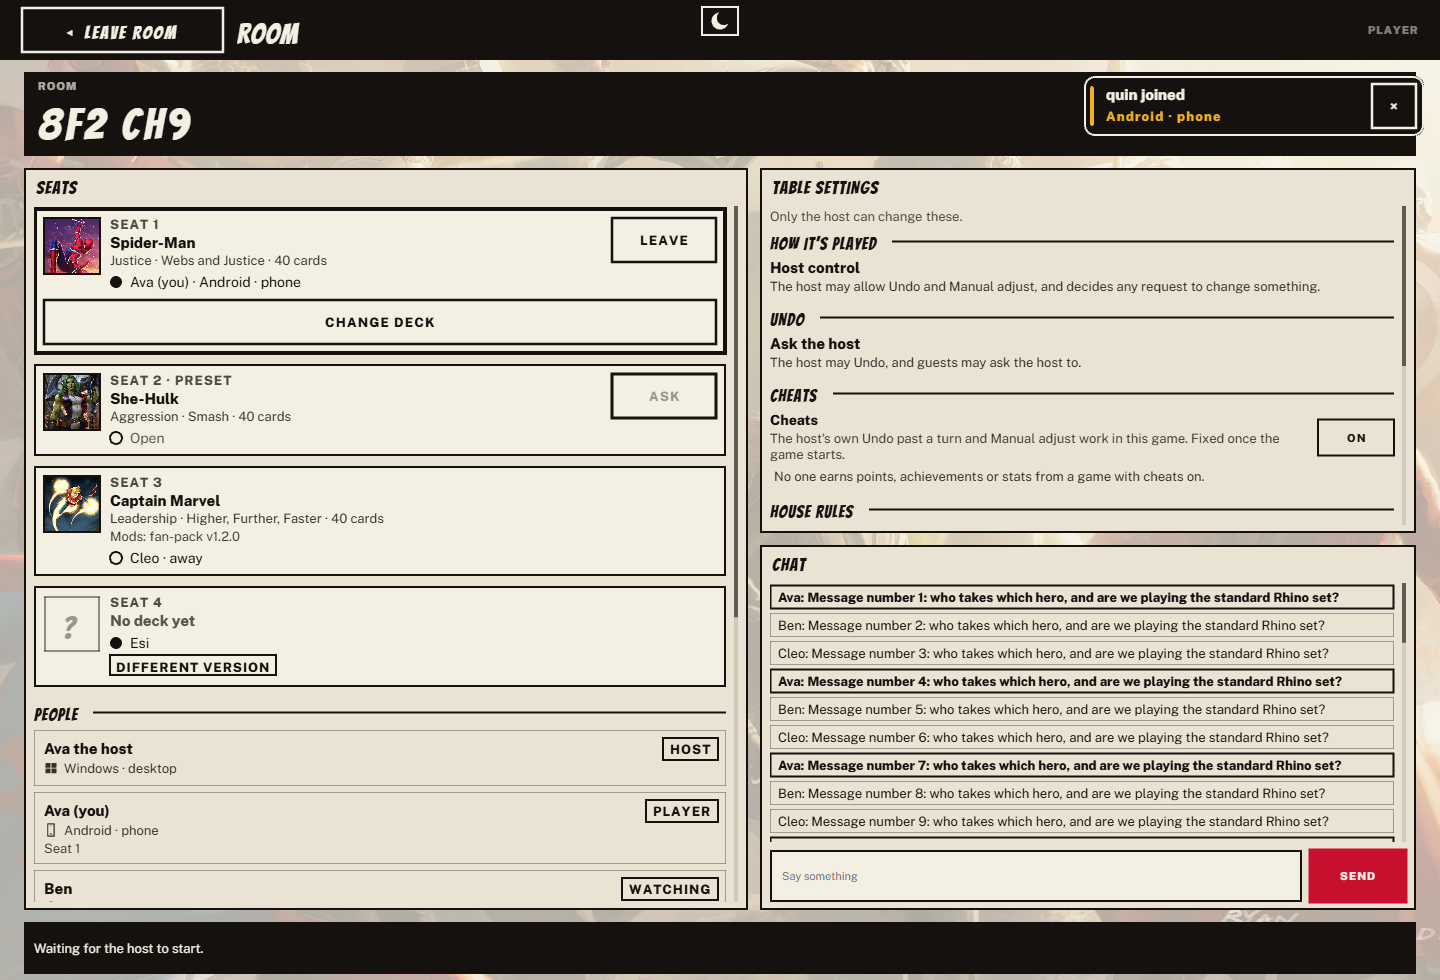 ◂ LEAVE ROOM
ROOM
PLAYER
ROOM
8F2 CH9
quin joined
Android · phone
×
SEATS
SEAT 1
Spider-Man
Justice · Webs and Justice · 40 cards
Ava (you) · Android · phone
LEAVE
CHANGE DECK
SEAT 2 · PRESET
She-Hulk
Aggression · Smash · 40 cards
Open
ASK
SEAT 3
Captain Marvel
Leadership · Higher, Further, Faster · 40 cards
Mods: fan-pack v1.2.0
Cleo · away
?
SEAT 4
No deck yet
Esi
DIFFERENT VERSION
PEOPLE
Ava the host
Windows · desktop
HOST
Ava (you)
Android · phone
Seat 1
PLAYER
Ben
WATCHING
TABLE SETTINGS
Only the host can change these.
HOW IT'S PLAYED
Host control
The host may allow Undo and Manual adjust, and decides any request to change something.
UNDO
Ask the host
The host may Undo, and guests may ask the host to.
CHEATS
Cheats
The host's own Undo past a turn and Manual adjust work in this game. Fixed once the
game starts.
ON
No one earns points, achievements or stats from a game with cheats on.
HOUSE RULES
CHAT
Ava: Message number 1: who takes which hero, and are we playing the standard Rhino set?
Ben: Message number 2: who takes which hero, and are we playing the standard Rhino set?
Cleo: Message number 3: who takes which hero, and are we playing the standard Rhino set?
Ava: Message number 4: who takes which hero, and are we playing the standard Rhino set?
Ben: Message number 5: who takes which hero, and are we playing the standard Rhino set?
Cleo: Message number 6: who takes which hero, and are we playing the standard Rhino set?
Ava: Message number 7: who takes which hero, and are we playing the standard Rhino set?
Ben: Message number 8: who takes which hero, and are we playing the standard Rhino set?
Cleo: Message number 9: who takes which hero, and are we playing the standard Rhino set?
Say something
SEND
Waiting for the host to start.